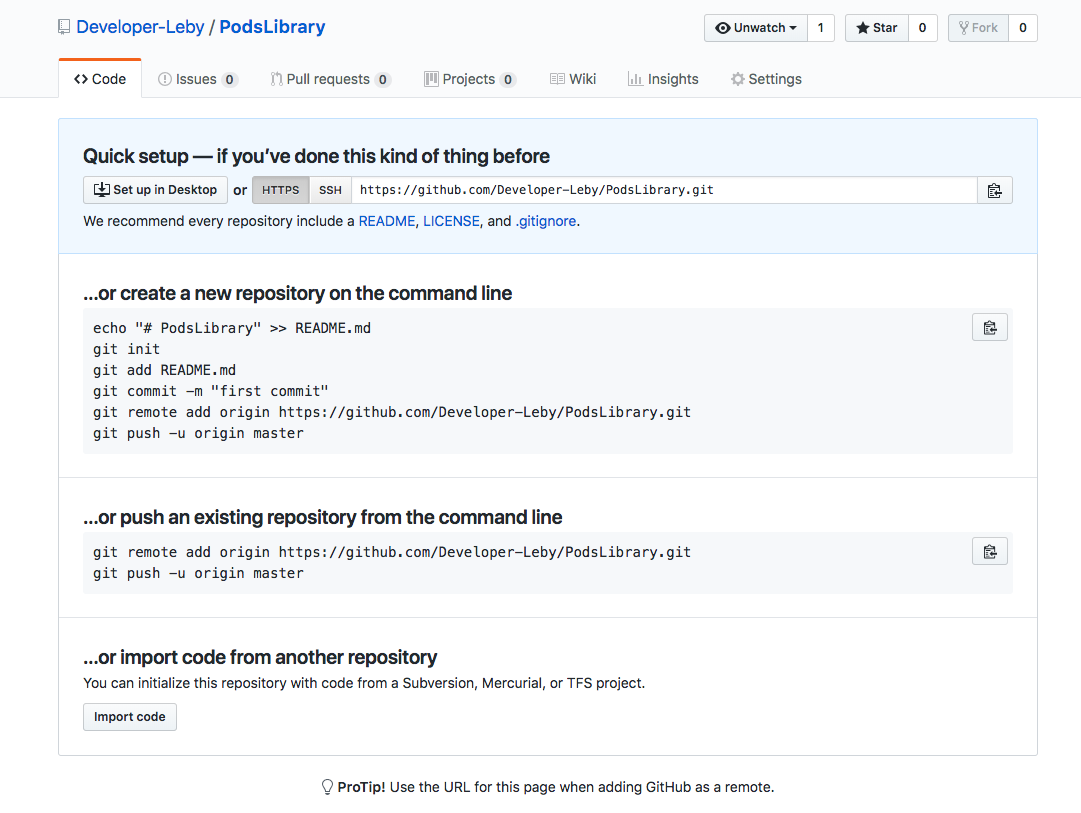 Developer-Leby / PodsLibrary
Unwatch 1 Star 0 Fork 0
Code Issues 0 Pull requests 0 Projects 0 Wiki Insights Settings
Quick setup — if you’ve done this kind of thing before
Set up in Desktop or HTTPS SSH https://github.com/Developer-Leby/PodsLibrary.git
We recommend every repository include a README, LICENSE, and .gitignore.
…or create a new repository on the command line
echo "# PodsLibrary" >> README.md
git init
git add README.md
git commit -m "first commit"
git remote add origin https://github.com/Developer-Leby/PodsLibrary.git
git push -u origin master
…or push an existing repository from the command line
git remote add origin https://github.com/Developer-Leby/PodsLibrary.git
git push -u origin master
…or import code from another repository
You can initialize this repository with code from a Subversion, Mercurial, or TFS project.
Import code
ProTip! Use the URL for this page when adding GitHub as a remote.